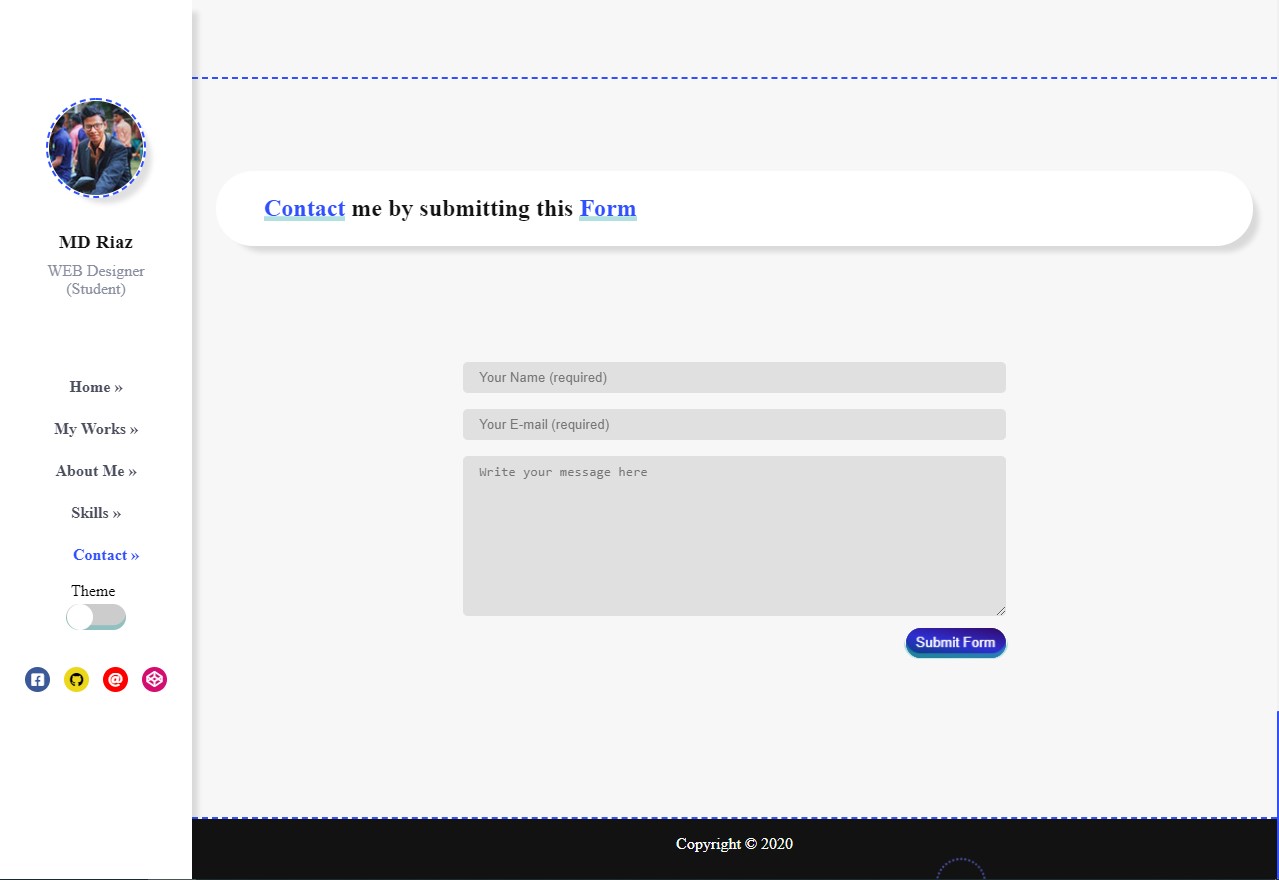 MD Riaz
WEB Designer
(Student)
Home »
My Works »
About Me »
Skills »
Contact »
Theme
Contact me by submitting this Form
Your Name (required)
Your E-mail (required)
Write your message here
Submit Form
Copyright © 2020